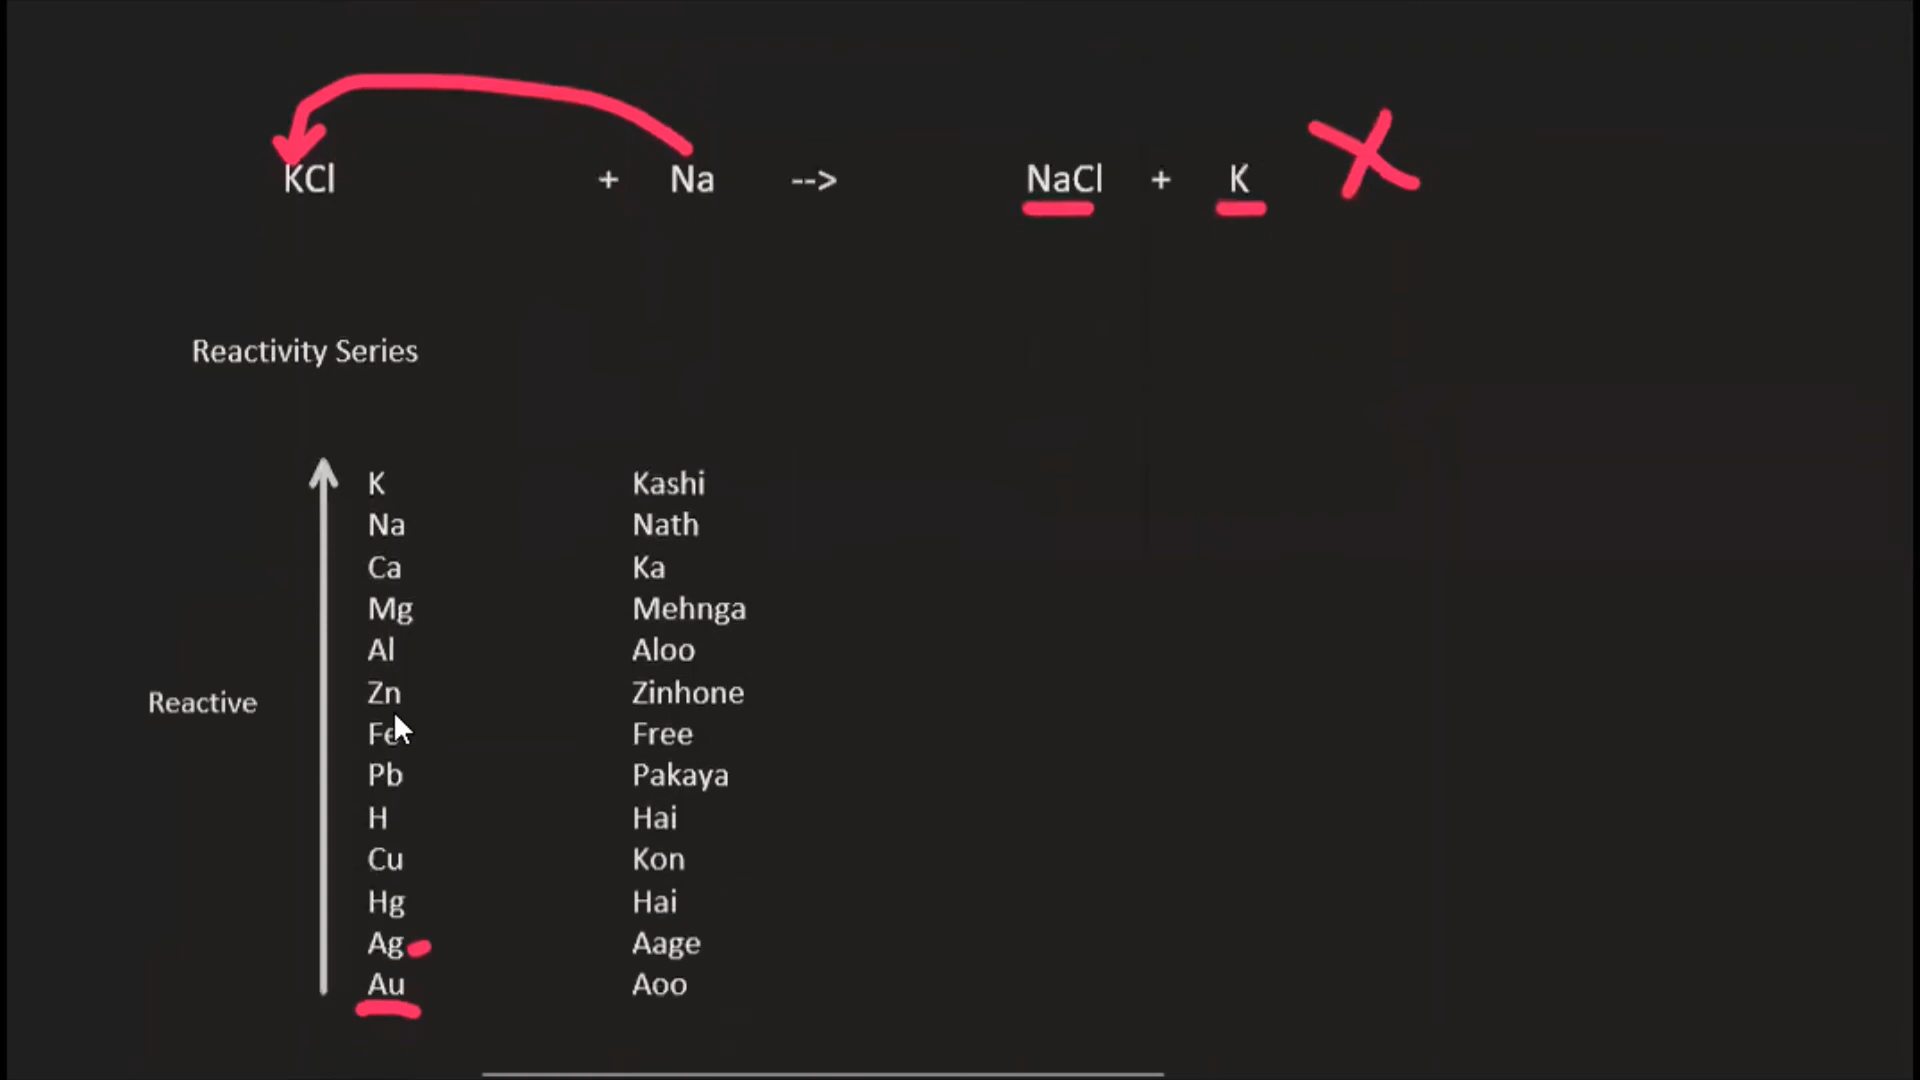 KCl + Na --> NaCl + K
Reactivity Series
K Kashi
Na Nath
Ca Ka
Mg Mehnga
Al Aloo
Zn Zinhone
Reactive
Fe Free
Pb Pakaya
H Hai
Cu Kon
Hg Hai
Ag Aage
Au Aoo